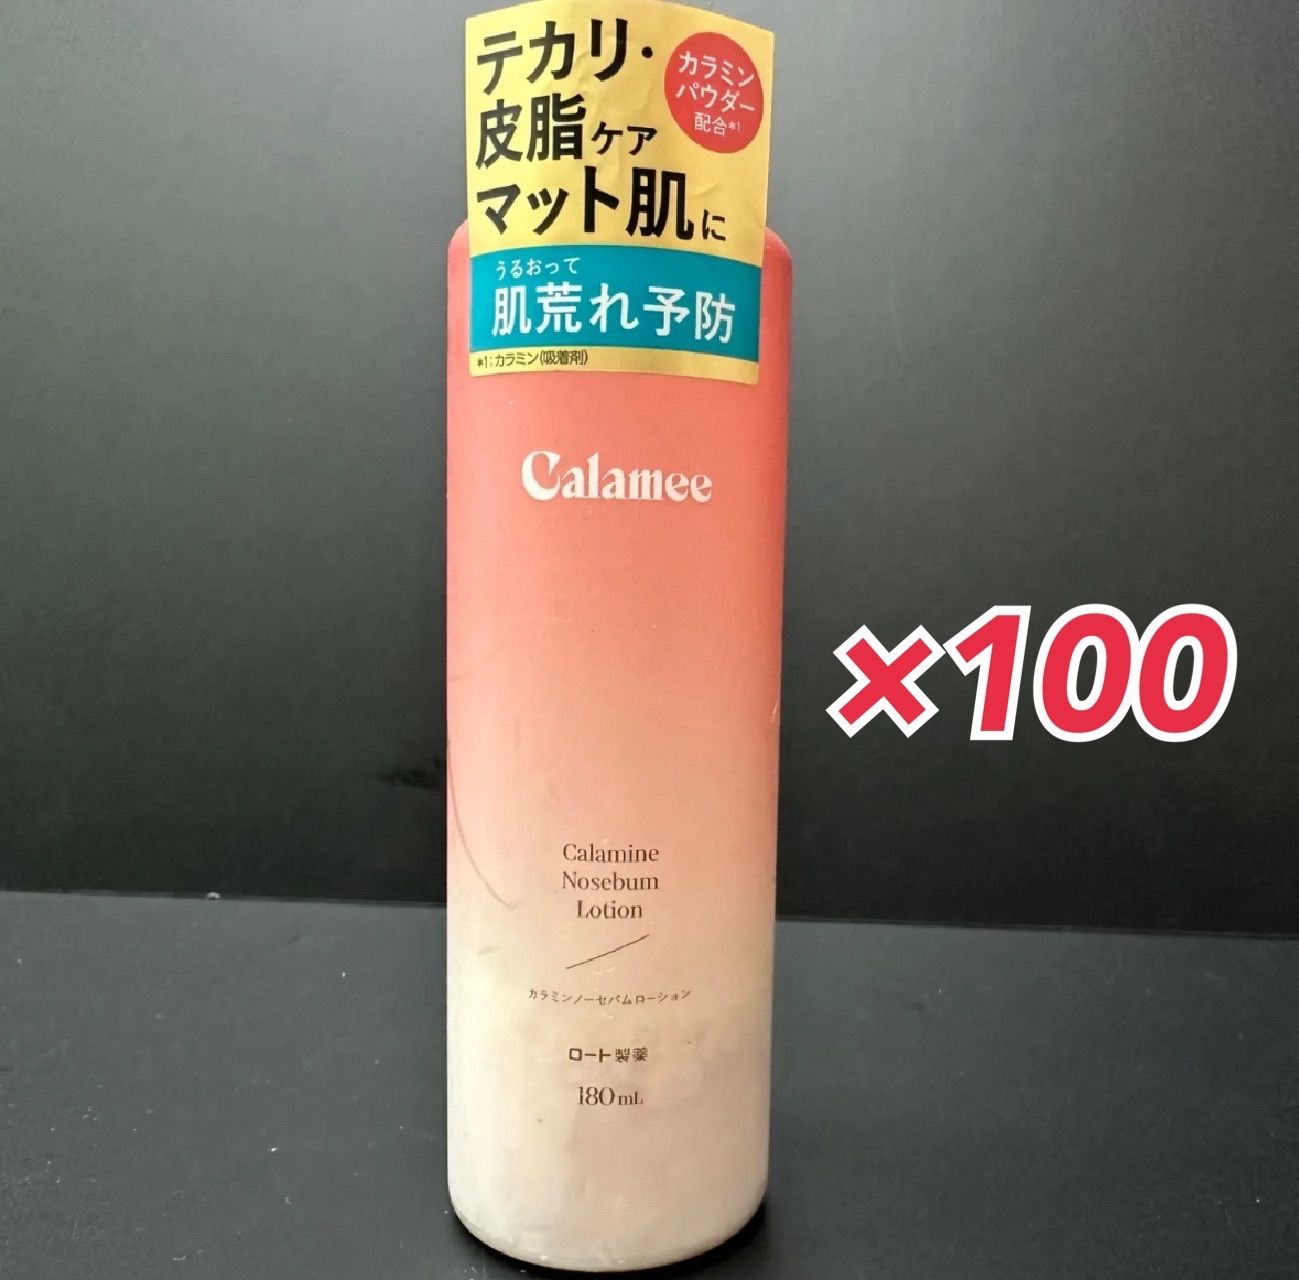 テカリ・
皮脂ケア
マット肌に
カラミン
パウダー
配合*1
うるおって
肌荒れ予防
*1:カラミン(吸着剤)
Calamee
×100
Calamine
Nosebum
Lotion
カラミンノーセバムローション
ロート製薬
180mL